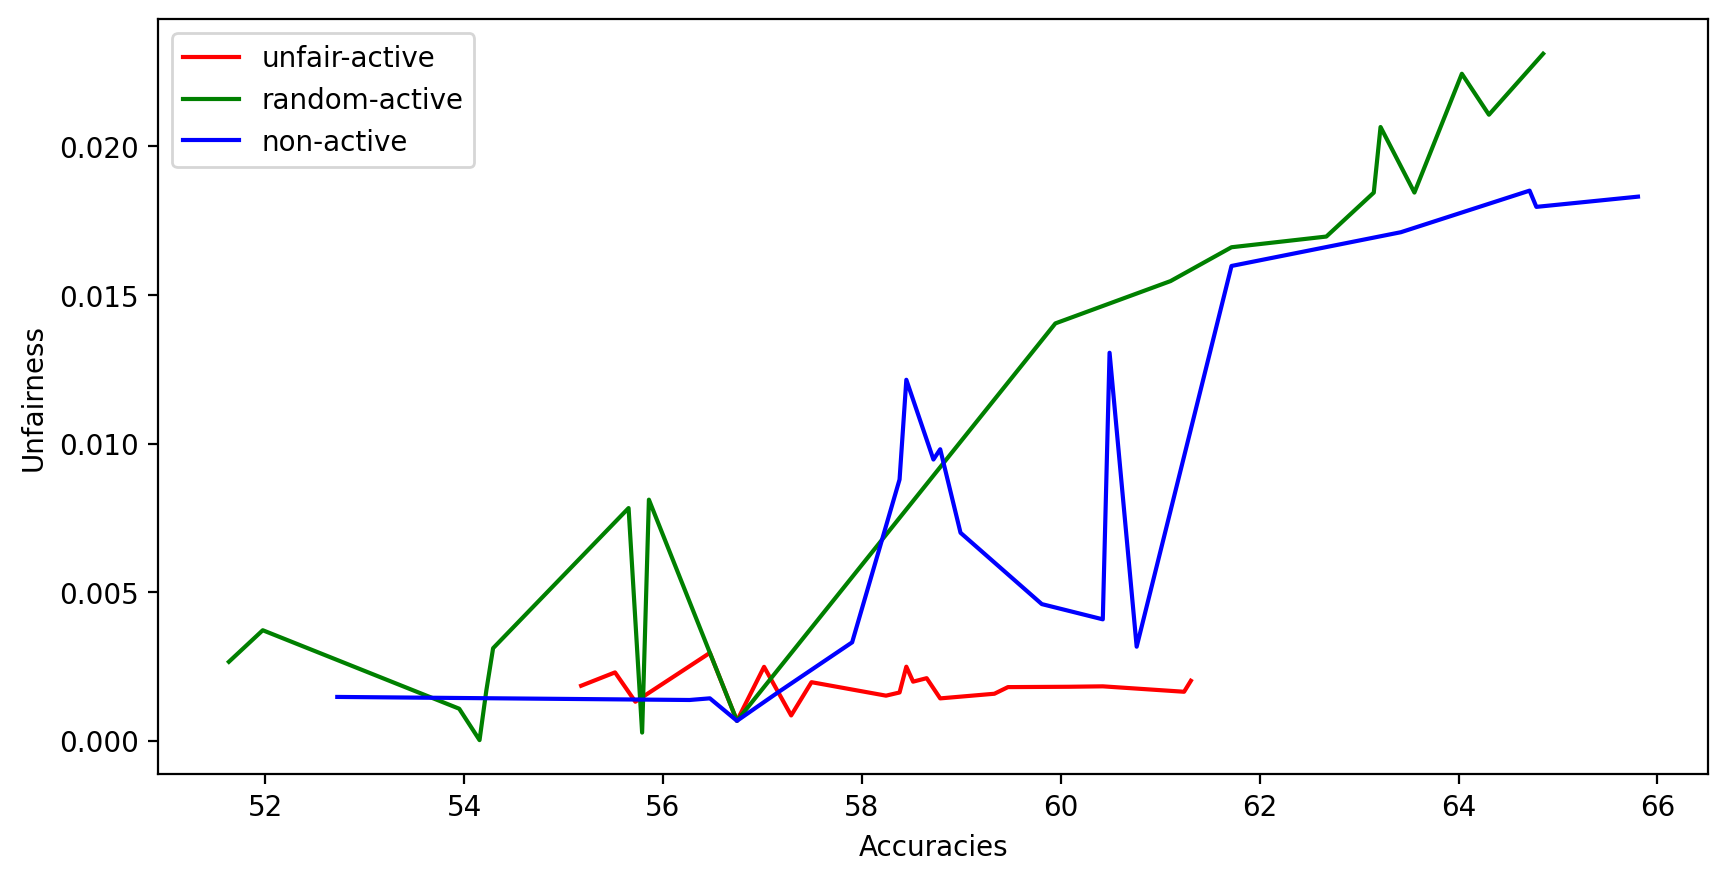 unfair-active
random-active
non-active
Unfairness
0.020
0.015
0.010
0.005
0.000
52 54 56 58 60 62 64 66
Accuracies